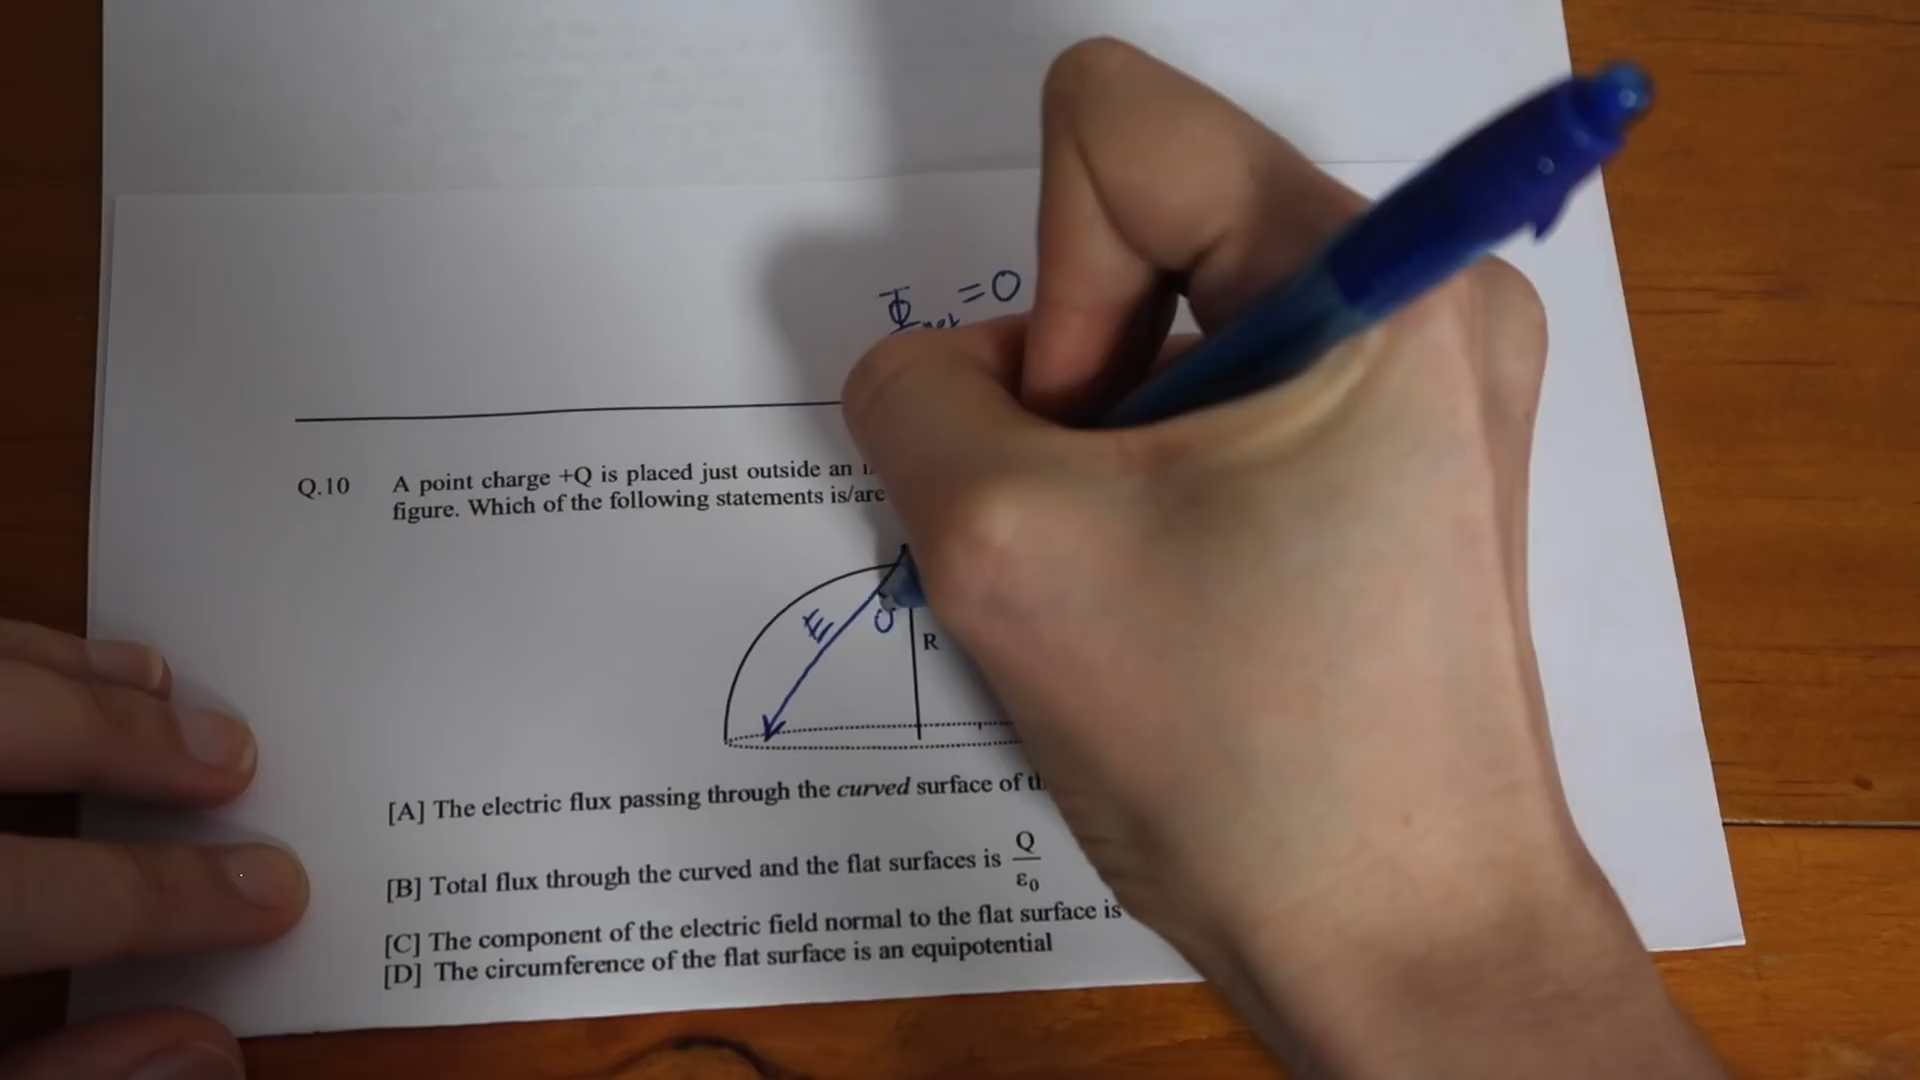 Φnet = 0
Q.10 A point charge +Q is placed just outside an
figure. Which of the following statements is/are
E
R
[A] The electric flux passing through the curved surface of
[B] Total flux through the curved and the flat surfaces is Q/ε0
[C] The component of the electric field normal to the flat surface is
[D] The circumference of the flat surface is an equipotential